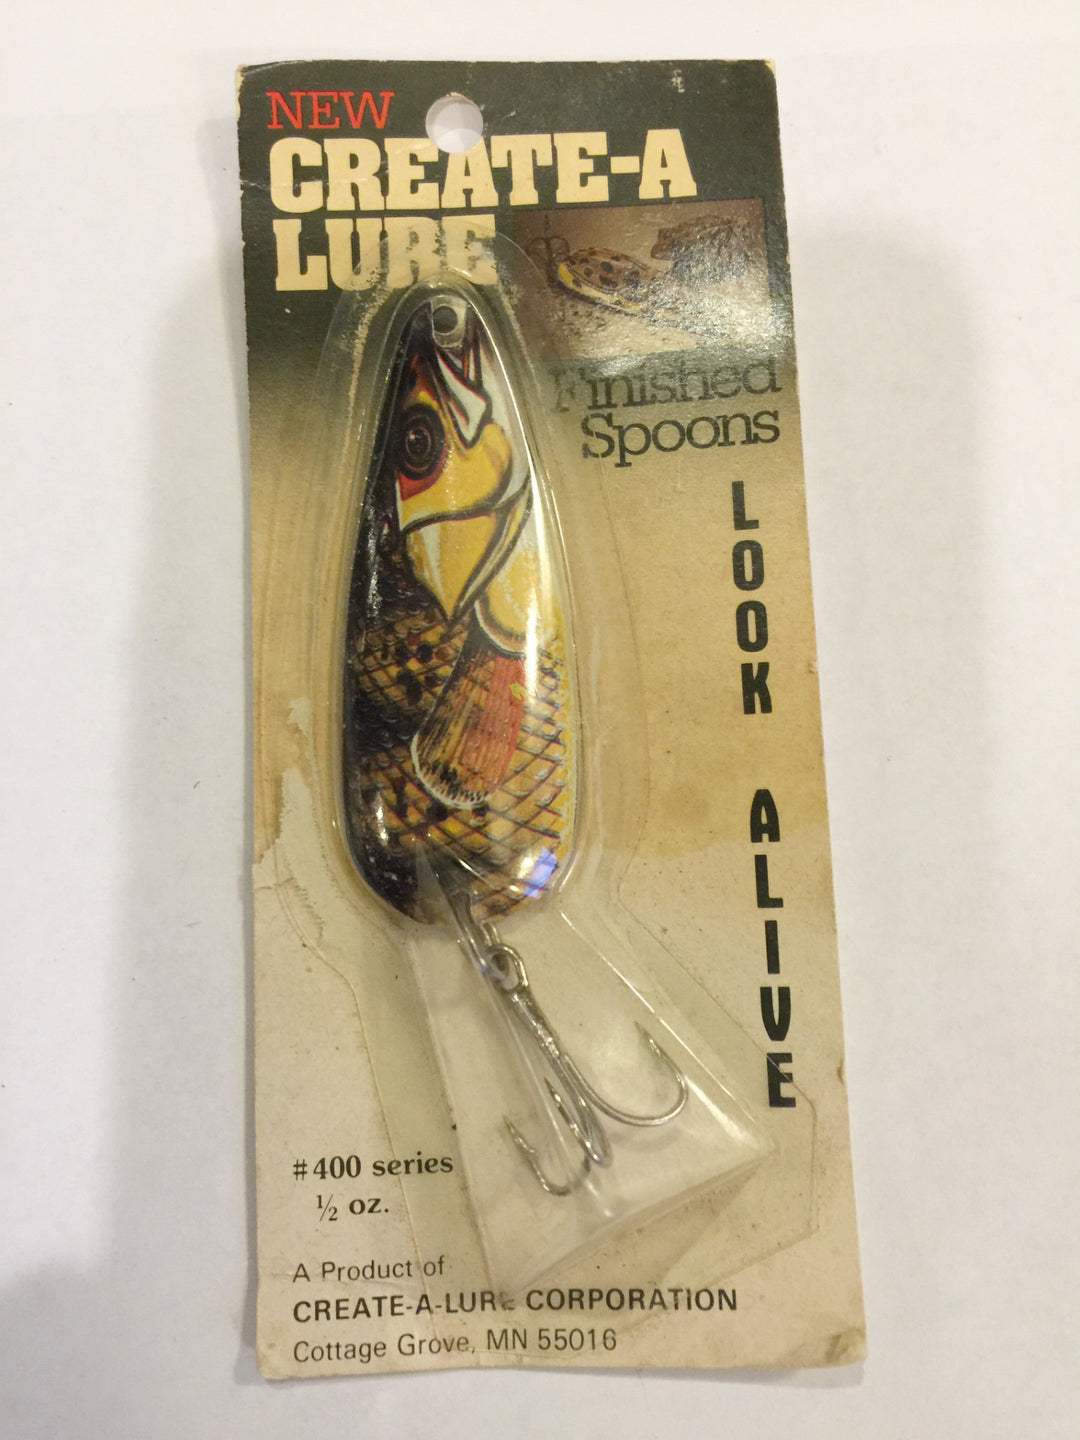 NEW
CREATE-A
LURE
Finished
Spoons
LOOK ALIVE
#400 series
½ oz.
A Product of
CREATE-A-LURE CORPORATION
Cottage Grove, MN 55016